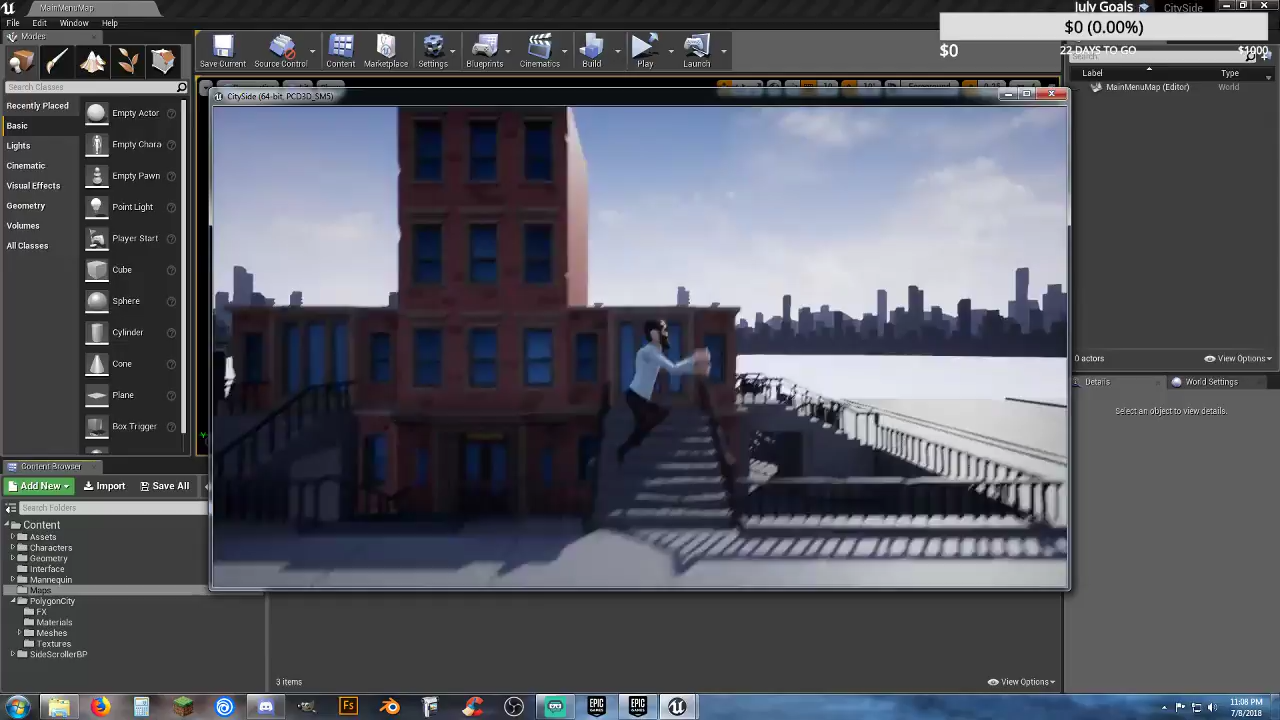 MainMenuMap
July Goals
CitySide
File Edit Window Help
$0 (0.00%)
$0
22 DAYS TO GO
$1000
Modes
Save Current
Source Control
Content
Marketplace
Settings
Blueprints
Cinematics
Build
Play
Launch
Search Classes
Search
Label
Type
MainMenuMap (Editor)
World
CitySide (64-bit, PCD3D_SM5)
Recently Placed
Basic
Lights
Cinematic
Visual Effects
Geometry
Volumes
All Classes
Empty Actor
Empty Chara
Empty Pawn
Point Light
Player Start
Cube
Sphere
Cylinder
Cone
Plane
Box Trigger
0 actors
View Options
Details
World Settings
Select an object to view details.
Content Browser
Add New
Import
Save All
Search Folders
Content
Assets
Characters
Geometry
Interface
Mannequin
Maps
PolygonCity
FX
Materials
Meshes
Textures
SideScrollerBP
3 items
View Options
Fs
EPIC GAMES
EPIC GAMES
11:08 PM
7/8/2018